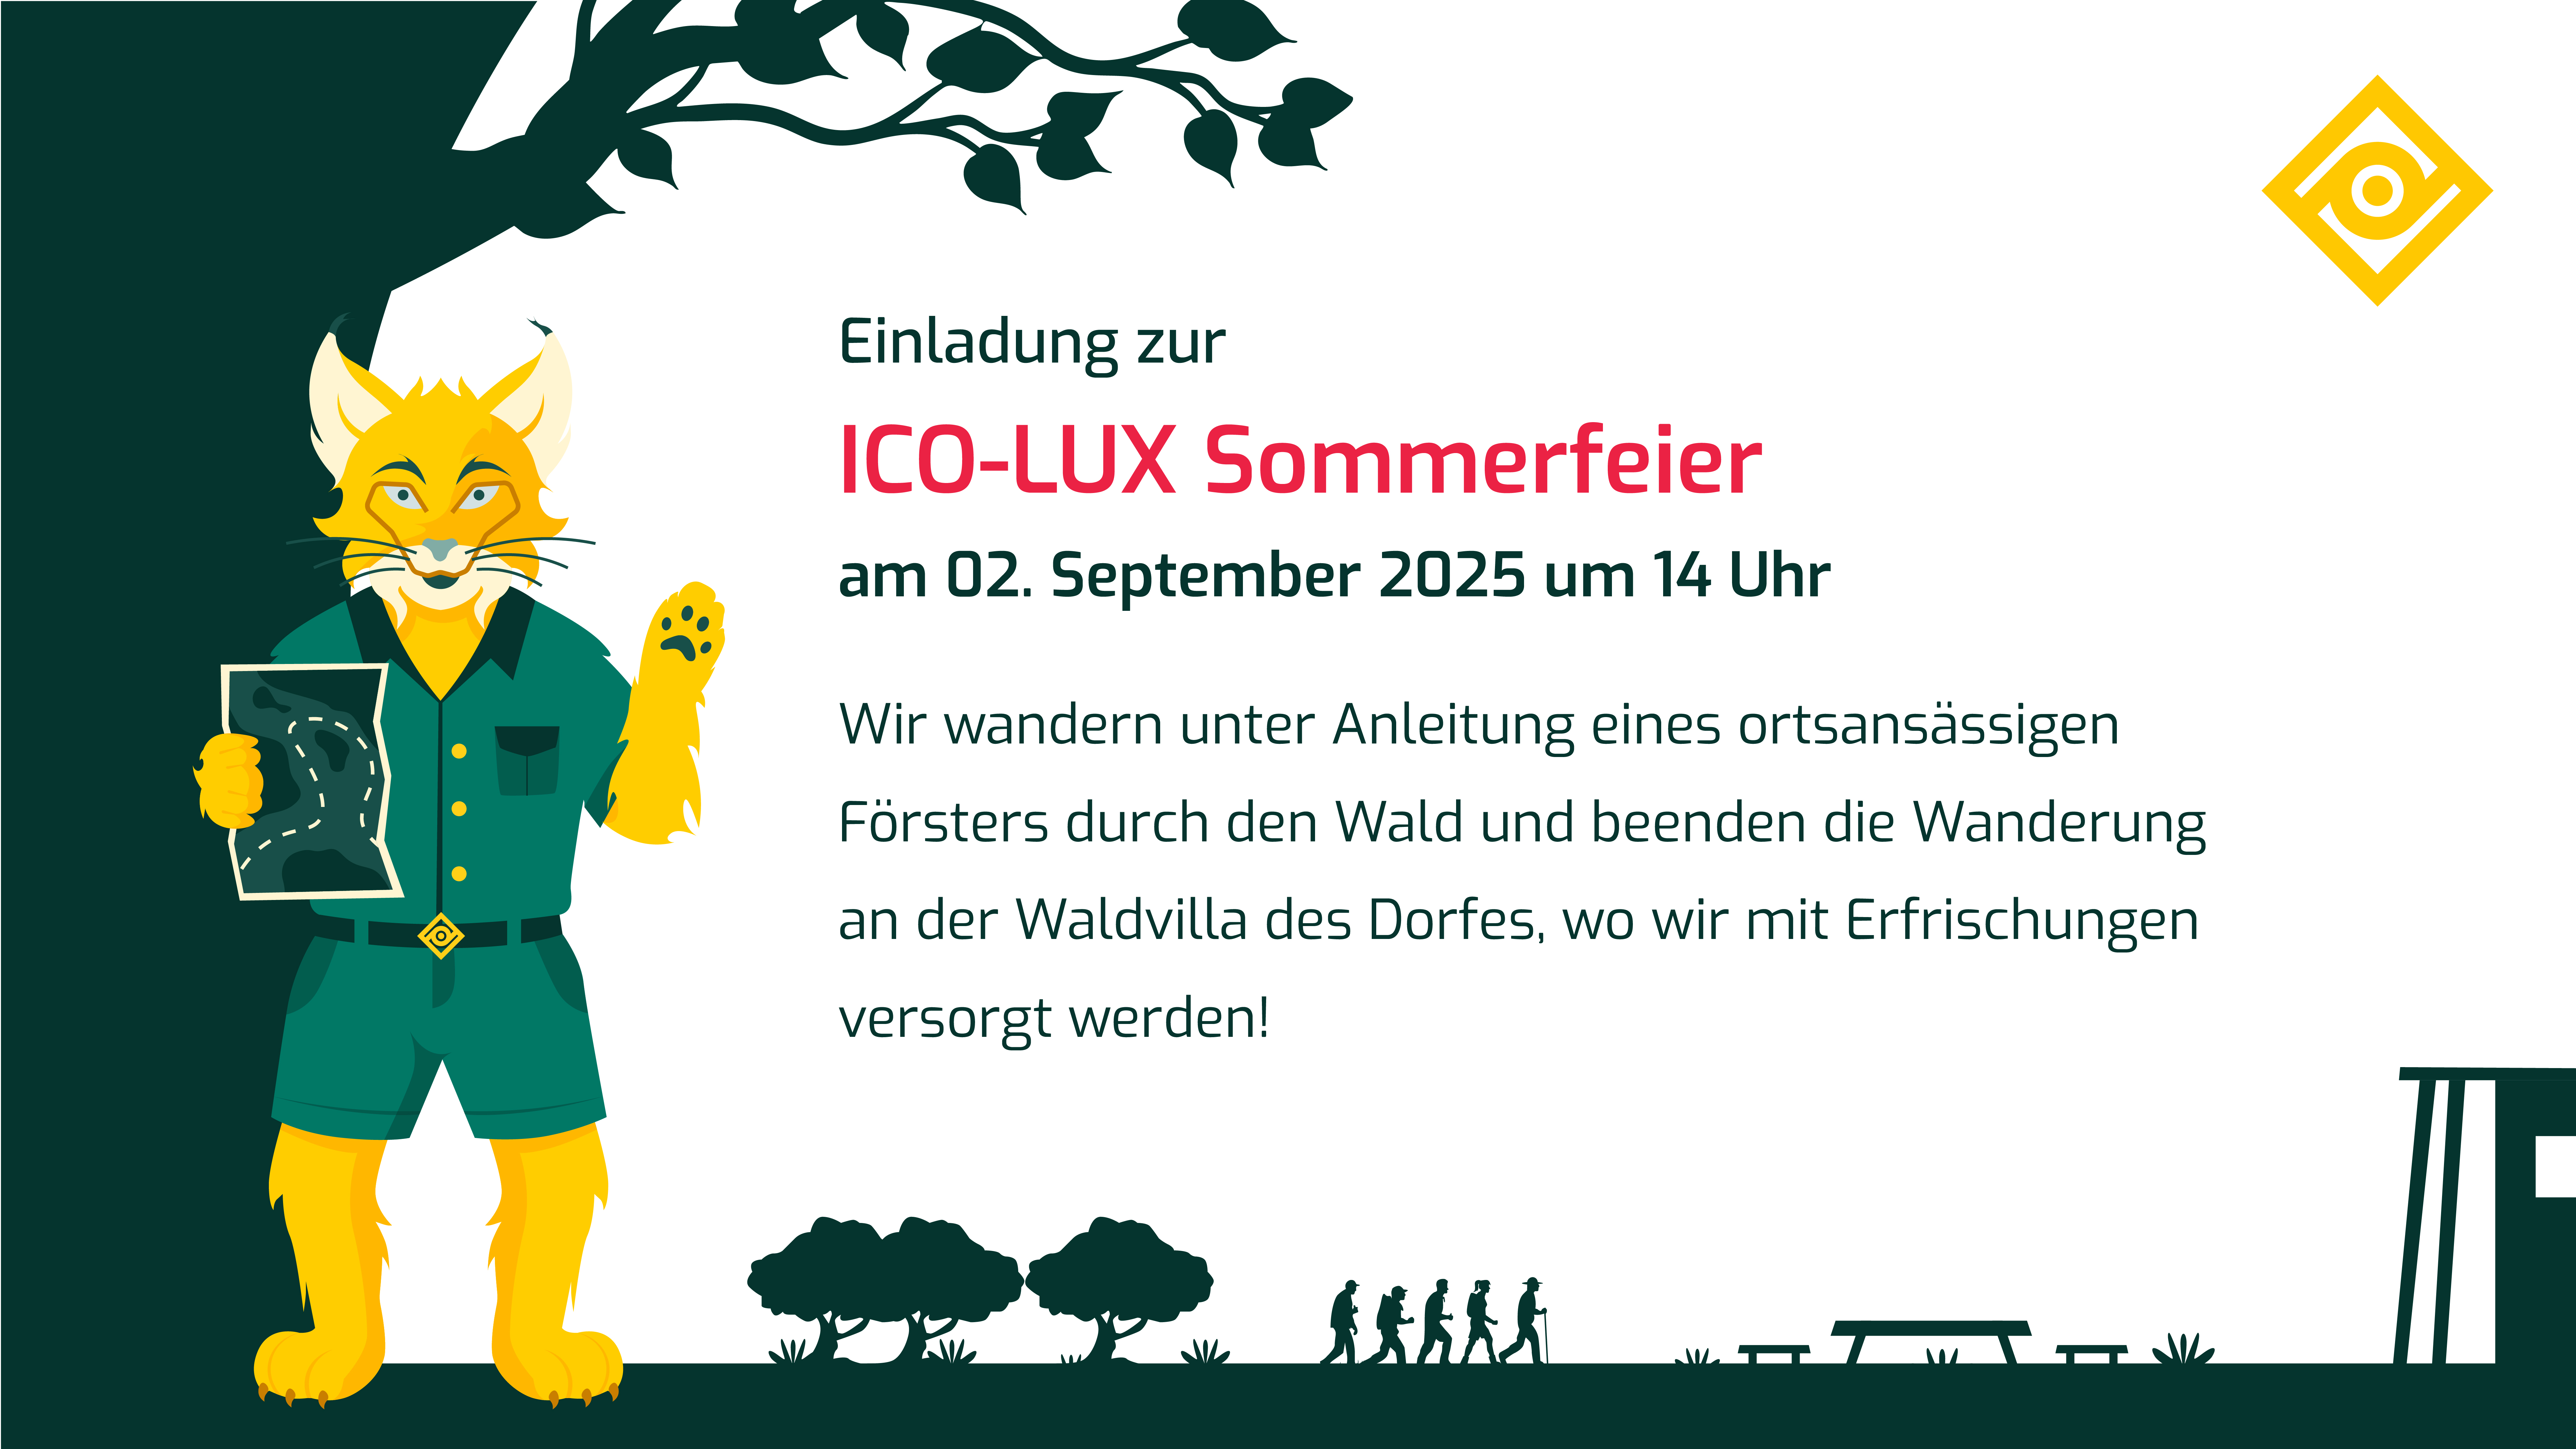 Einladung zur
ICO-LUX Sommerfeier
am 02. September 2025 um 14 Uhr
Wir wandern unter Anleitung eines ortsansässigen
Försters durch den Wald und beenden die Wanderung
an der Waldvilla des Dorfes, wo wir mit Erfrischungen
versorgt werden!